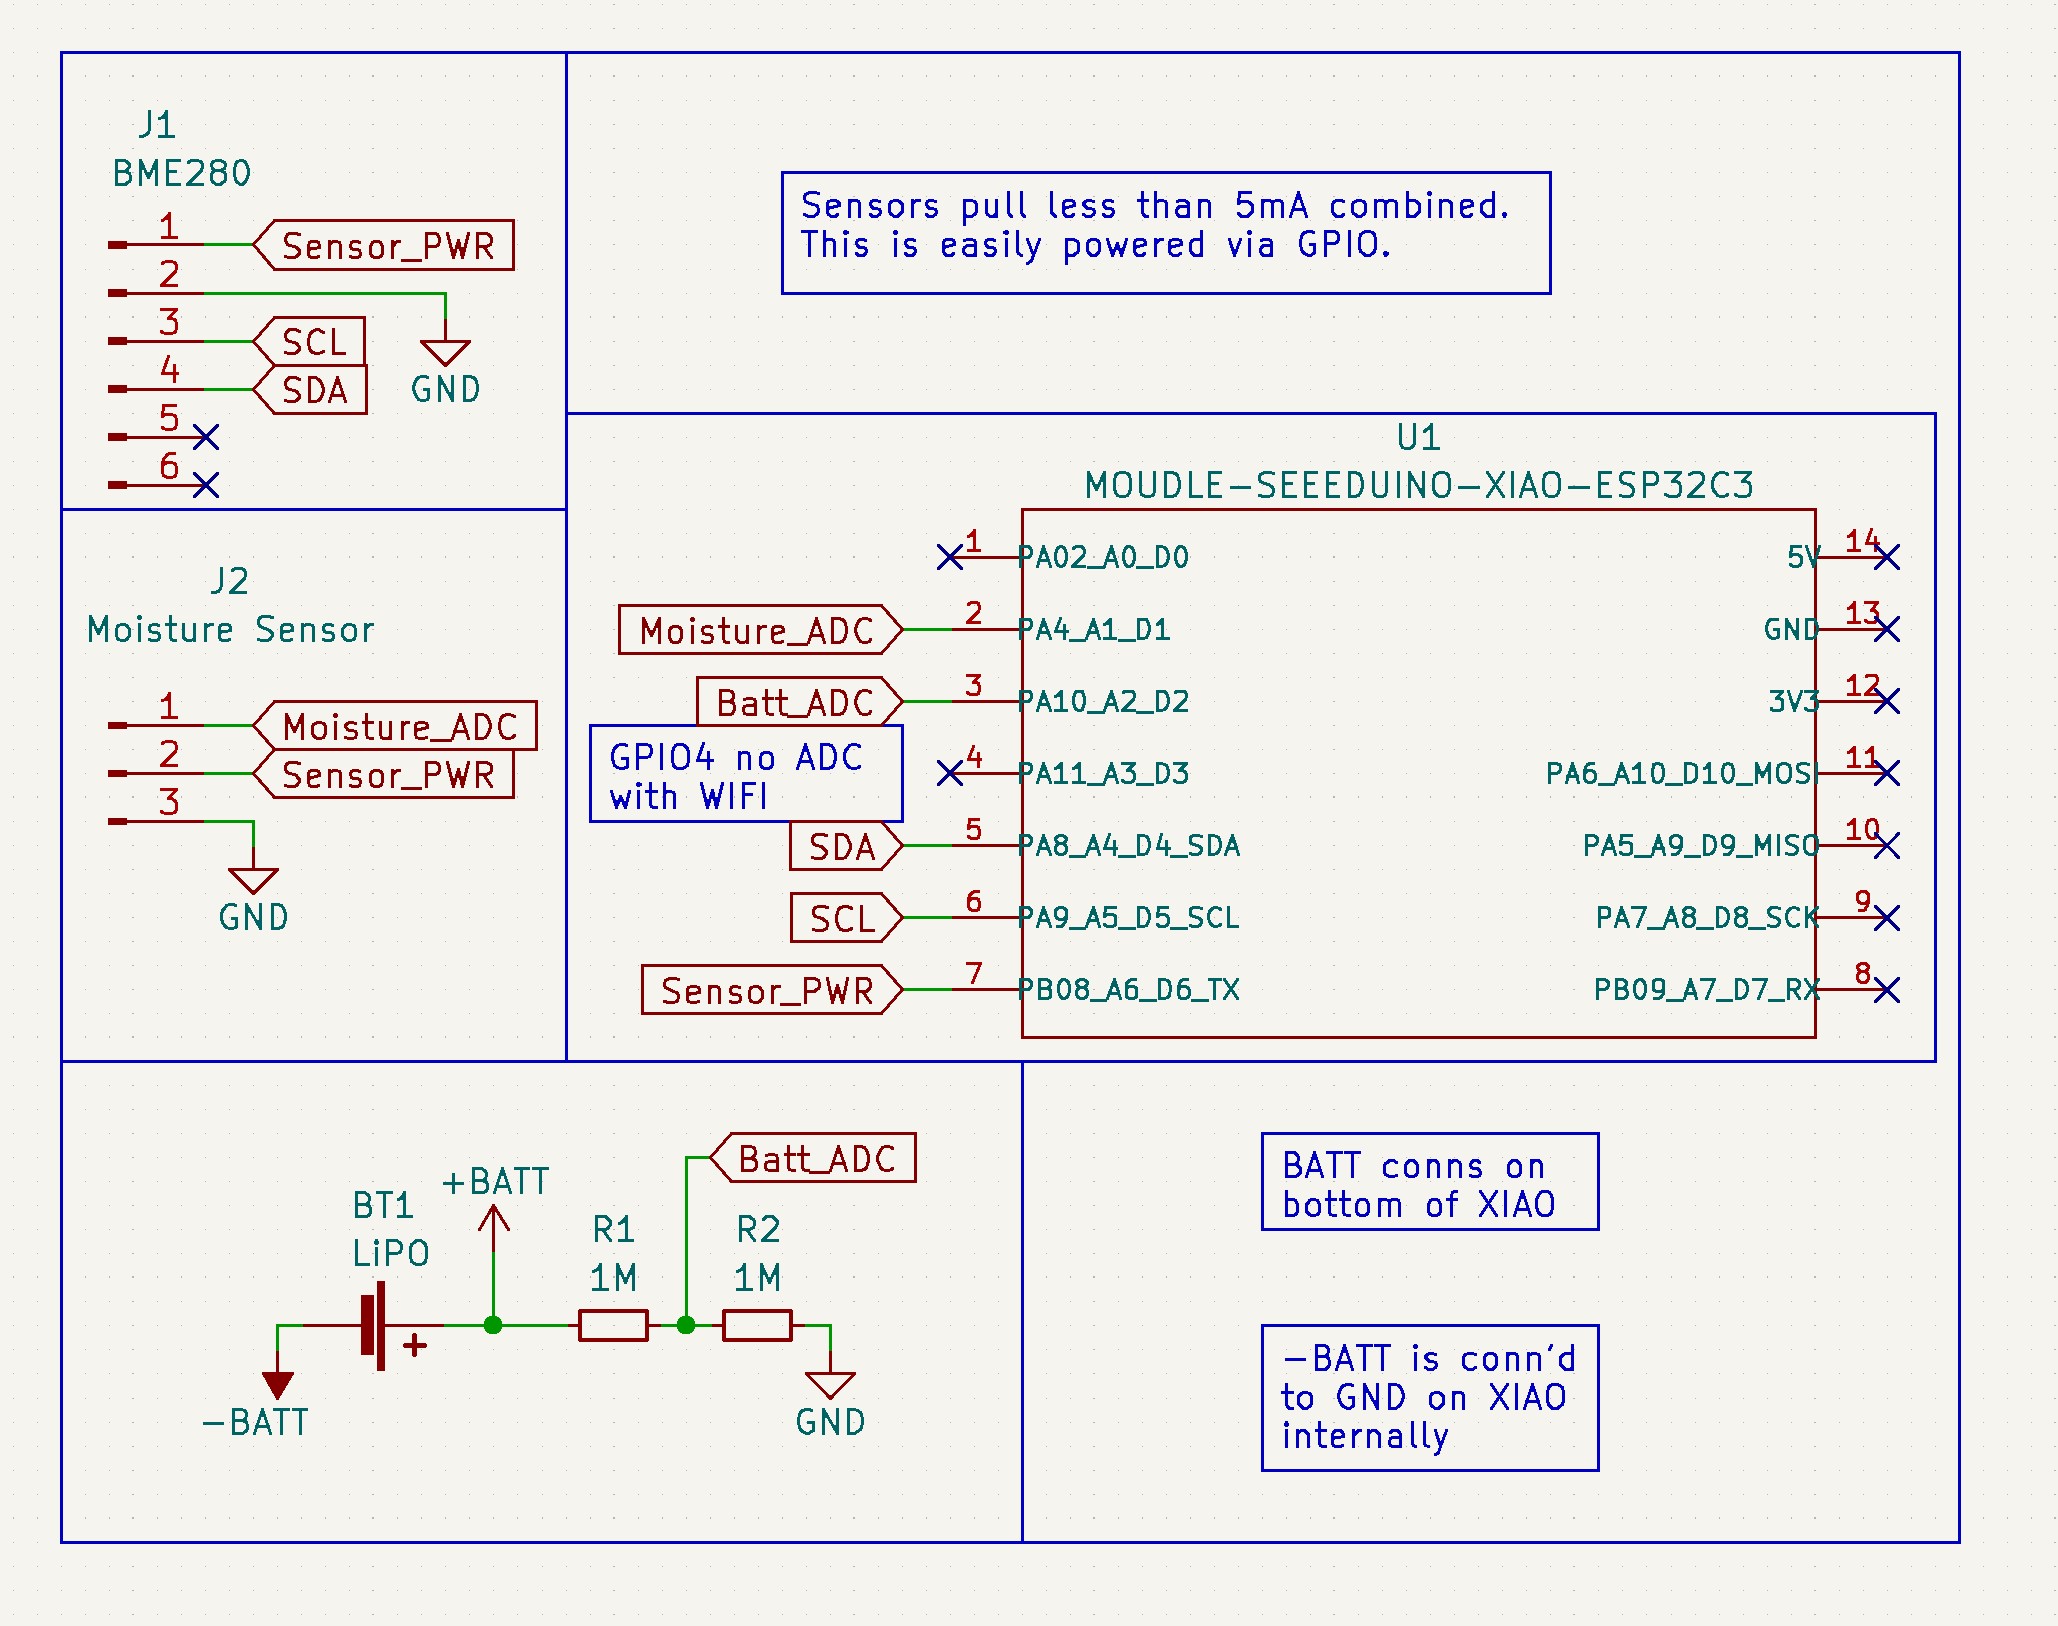 J1
BME280
1
Sensor_PWR
2
3
SCL
4
SDA
GND
5
6
Sensors pull less than 5mA combined.
This is easily powered via GPIO.
J2
Moisture Sensor
1
Moisture_ADC
2
Sensor_PWR
3
GND
U1
MOUDLE-SEEEDUINO-XIAO-ESP32C3
1
PA02_A0_D0
5V
14
Moisture_ADC
2
PA4_A1_D1
GND
13
Batt_ADC
3
PA10_A2_D2
3V3
12
GPIO4 no ADC
with WIFI
4
PA11_A3_D3
PA6_A10_D10_MOSI
11
SDA
5
PA8_A4_D4_SDA
PA5_A9_D9_MISO
10
SCL
6
PA9_A5_D5_SCL
PA7_A8_D8_SCK
9
Sensor_PWR
7
PB08_A6_D6_TX
PB09_A7_D7_RX
8
Batt_ADC
+BATT
BT1
LiPO
R1
1M
R2
1M
+
-BATT
GND
BATT conns on
bottom of XIAO
-BATT is conn'd
to GND on XIAO
internally